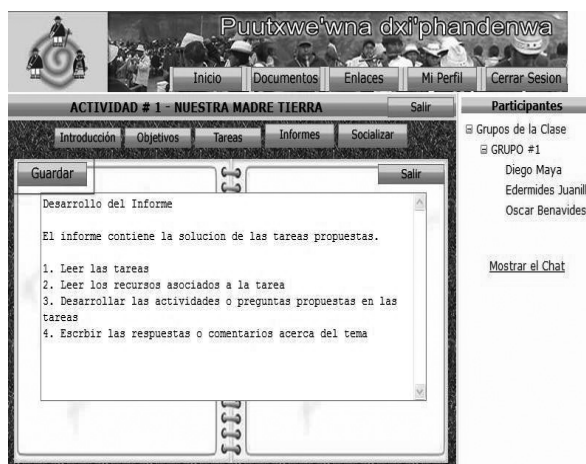 Puutxwe'wna dxi'phandenwa
Inicio Documentos Enlaces Mi Perfil Cerrar Sesion
ACTIVIDAD # 1 - NUESTRA MADRE TIERRA Salir
Introducción Objetivos Tareas Informes Socializar
Guardar Salir
Desarrollo del Informe
El informe contiene la solucion de las tareas propuestas.
1. Leer las tareas
2. Leer los recursos asociados a la tarea
3. Desarrollar las actividades o preguntas propuestas en las
tareas
4. Escrbir las respuestas o comentarios acerca del tema
Participantes
Grupos de la Clase
GRUPO #1
Diego Maya
Edermides Juanil
Oscar Benavides
Mostrar el Chat